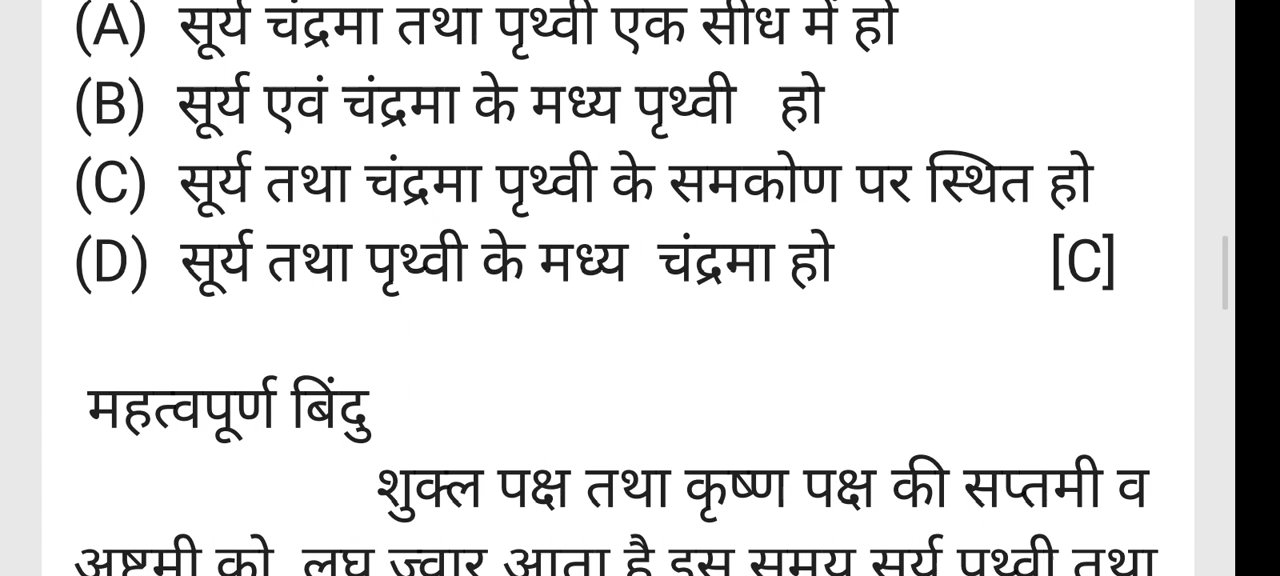 (A) सूर्य चंद्रमा तथा पृथ्वी एक सीध में हो
(B) सूर्य एवं चंद्रमा के मध्य पृथ्वी हो
(C) सूर्य तथा चंद्रमा पृथ्वी के समकोण पर स्थित हो
(D) सूर्य तथा पृथ्वी के मध्य चंद्रमा हो [C]
महत्वपूर्ण बिंदु
शुक्ल पक्ष तथा कृष्ण पक्ष की सप्तमी व
अष्टमी को लघु ज्वार आता है इस समय सूर्य पृथ्वी तथा